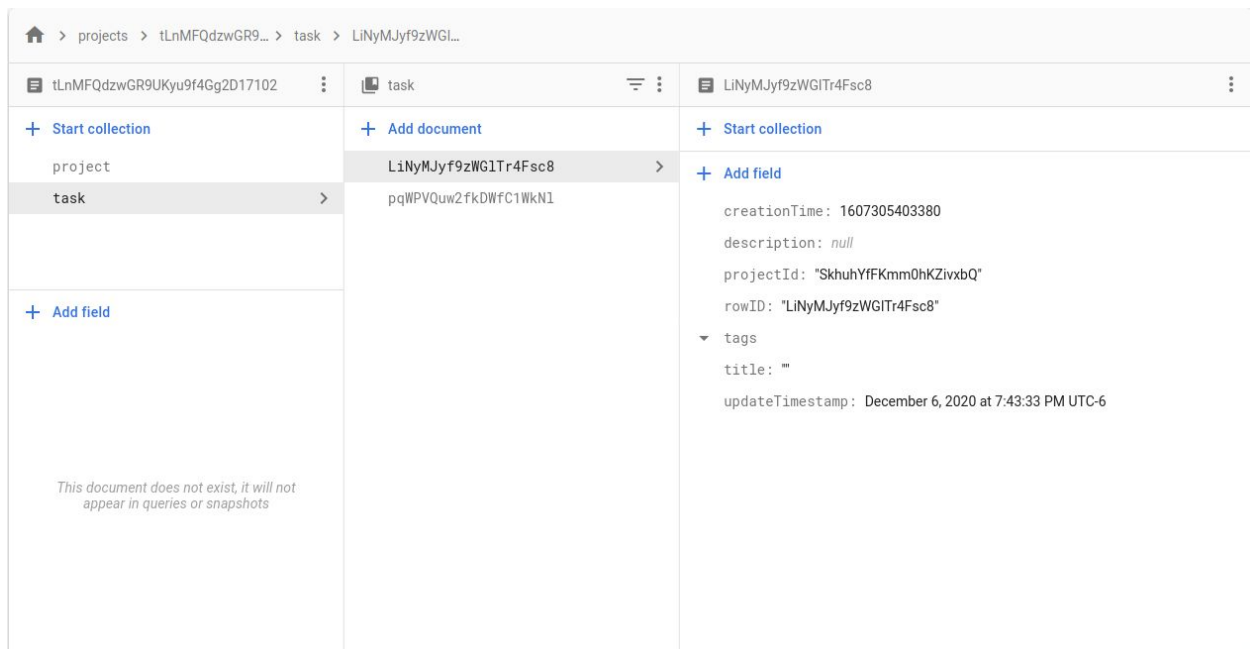 projects > tLnMFQdzwGR9… > task > LiNyMJyf9zWGl…
tLnMFQdzwGR9UKyu9f4Gg2D17102
Start collection
project
task
Add field
This document does not exist, it will not
appear in queries or snapshots
task
Add document
LiNyMJyf9zWGlTr4Fsc8
pqWPVQuw2fkDWfC1WkNl
LiNyMJyf9zWGlTr4Fsc8
Start collection
Add field
creationTime: 1607305403380
description: null
projectId: "SkhuhYfFKmm0hKZivxbQ"
rowID: "LiNyMJyf9zWGlTr4Fsc8"
tags
title: ""
updateTimestamp: December 6, 2020 at 7:43:33 PM UTC-6